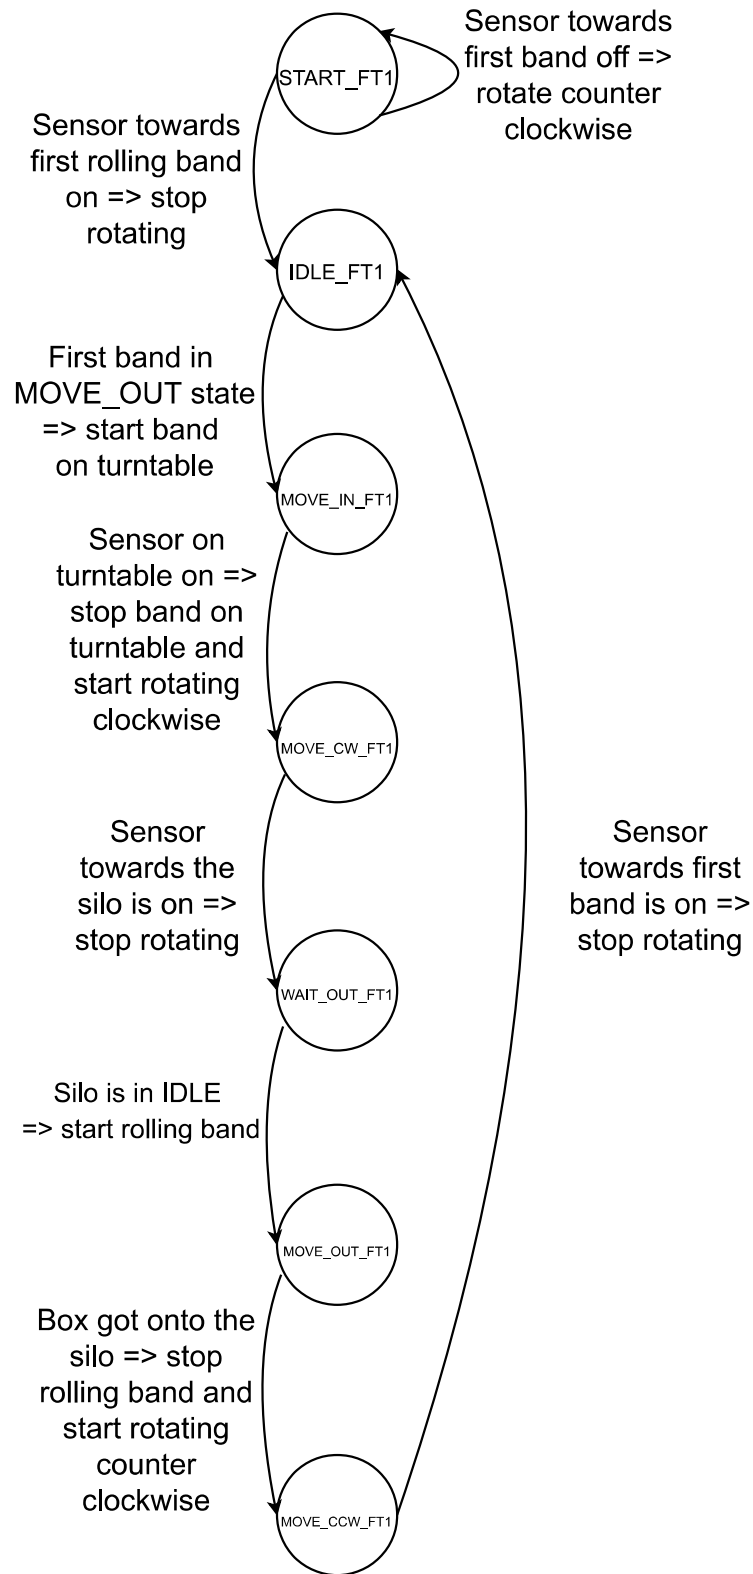 Sensor towards
first band off =>
rotate counter
clockwise
START_FT1
Sensor towards
first rolling band
on => stop
rotating
IDLE_FT1
First band in
MOVE_OUT state
=> start band
on turntable
MOVE_IN_FT1
Sensor on
turntable on =>
stop band on
turntable and
start rotating
clockwise
MOVE_CW_FT1
Sensor
towards the
silo is on =>
stop rotating
Sensor
towards first
band is on =>
stop rotating
WAIT_OUT_FT1
Silo is in IDLE
=> start rolling band
MOVE_OUT_FT1
Box got onto the
silo => stop
rolling band and
start rotating
counter
clockwise
MOVE_CCW_FT1